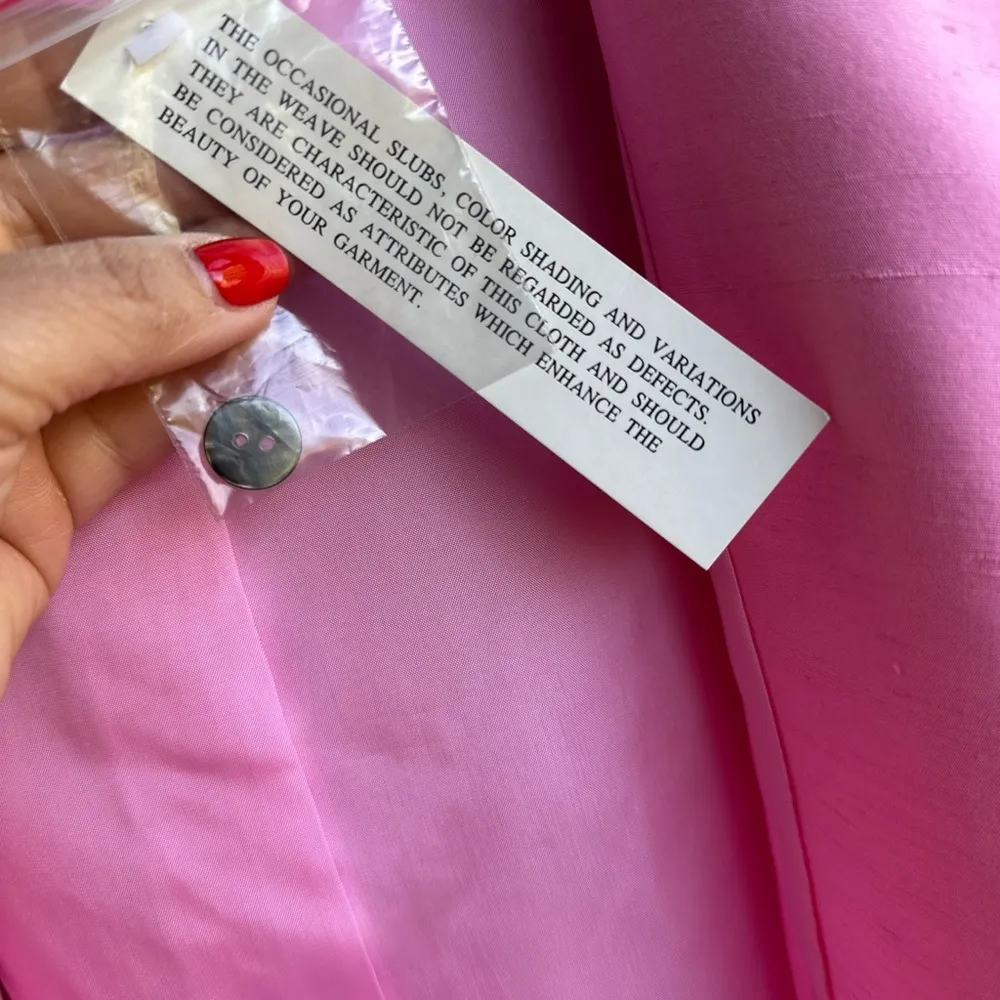 THE OCCASIONAL SLUBS, COLOR SHADING AND VARIATIONS
IN THE WEAVE SHOULD NOT BE REGARDED AS DEFECTS.
THEY ARE CHARACTERISTIC OF THIS CLOTH AND SHOULD
BE CONSIDERED AS ATTRIBUTES WHICH ENHANCE THE
BEAUTY OF YOUR GARMENT.